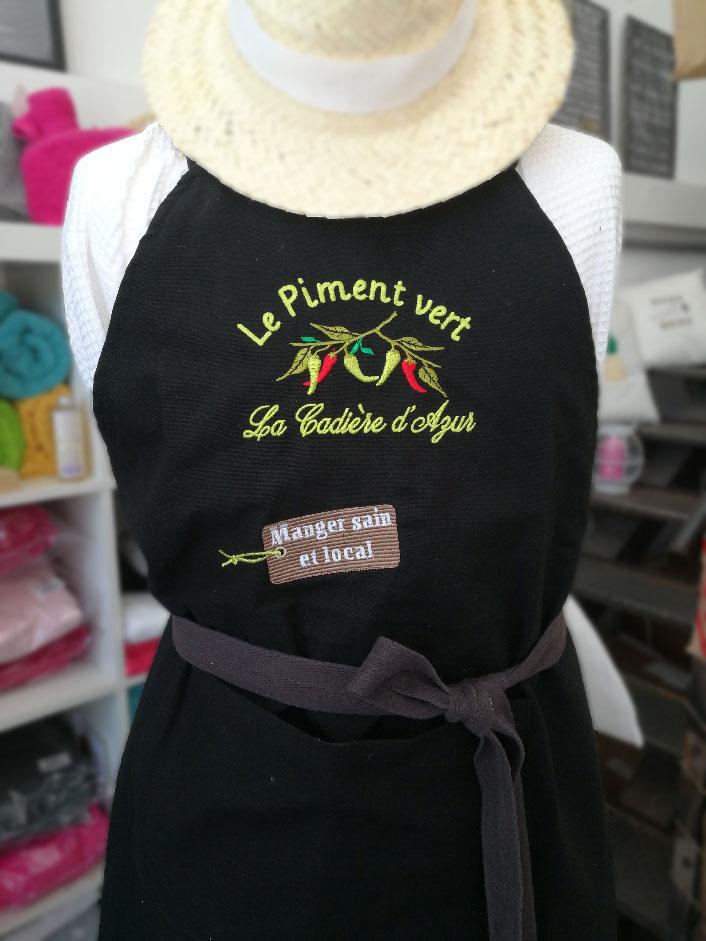 Le Piment vert
La Cadière d'Azur
Manger sain
et local